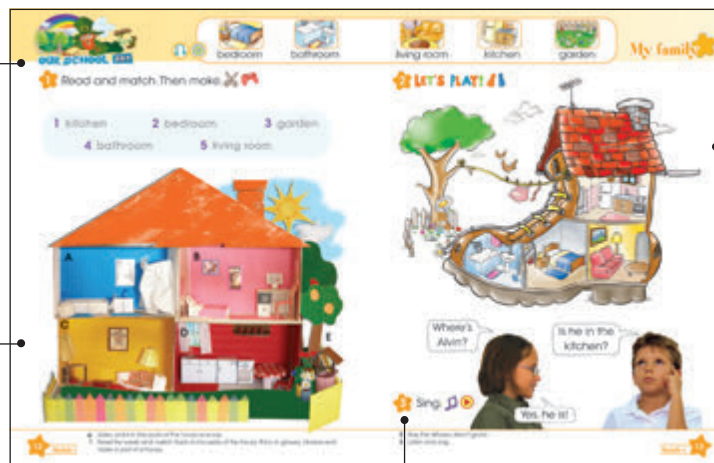 bedroom
bathroom
living room
kitchen
garden
My family
OUR SCHOOL
1 Read and match. Then make.
1 kitchen 2 bedroom 3 garden
4 bathroom 5 living room
A
B
C
D
E
2 LET'S PLAY!
Where's
Alvin?
Is he in the
kitchen?
Yes, he is!
3 Sing.